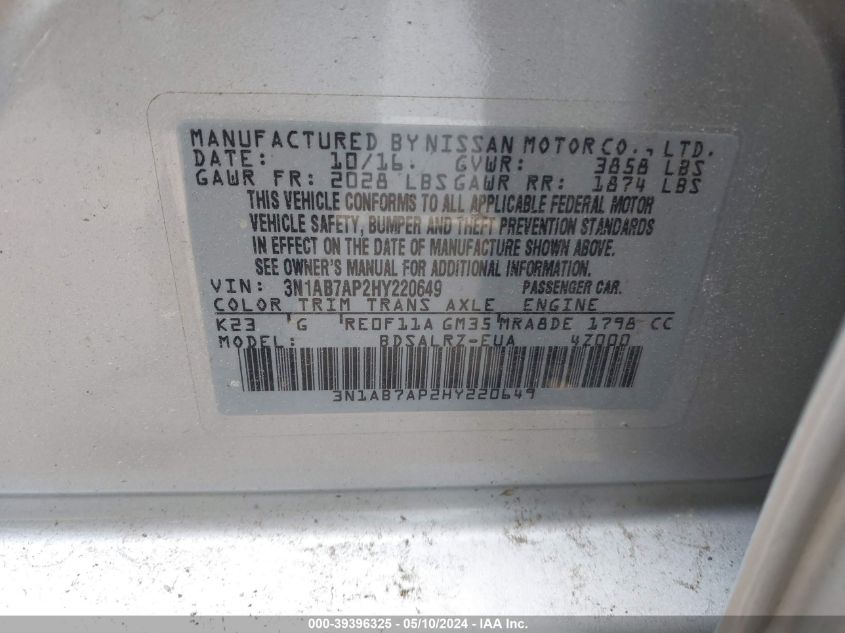 MANUFACTURED BY NISSAN MOTOR CO., LTD.
DATE: 10/16. GVWR: 3858 LBS
GAWR FR: 2028 LBS GAWR RR: 1874 LBS
THIS VEHICLE CONFORMS TO ALL APPLICABLE FEDERAL MOTOR
VEHICLE SAFETY, BUMPER AND THEFT PREVENTION STANDARDS
IN EFFECT ON THE DATE OF MANUFACTURE SHOWN ABOVE.
SEE OWNER'S MANUAL FOR ADDITIONAL INFORMATION.
VIN: 3N1AB7AP2HY220649 PASSENGER CAR.
COLOR TRIM TRANS AXLE ENGINE
K23 G RE0F11A GM35 MRA8DE 1798 CC
MODEL: BDSALRZ-EUA 4Z000
3N1AB7AP2HY220649
000-39396325 - 05/10/2024 - IAA Inc.